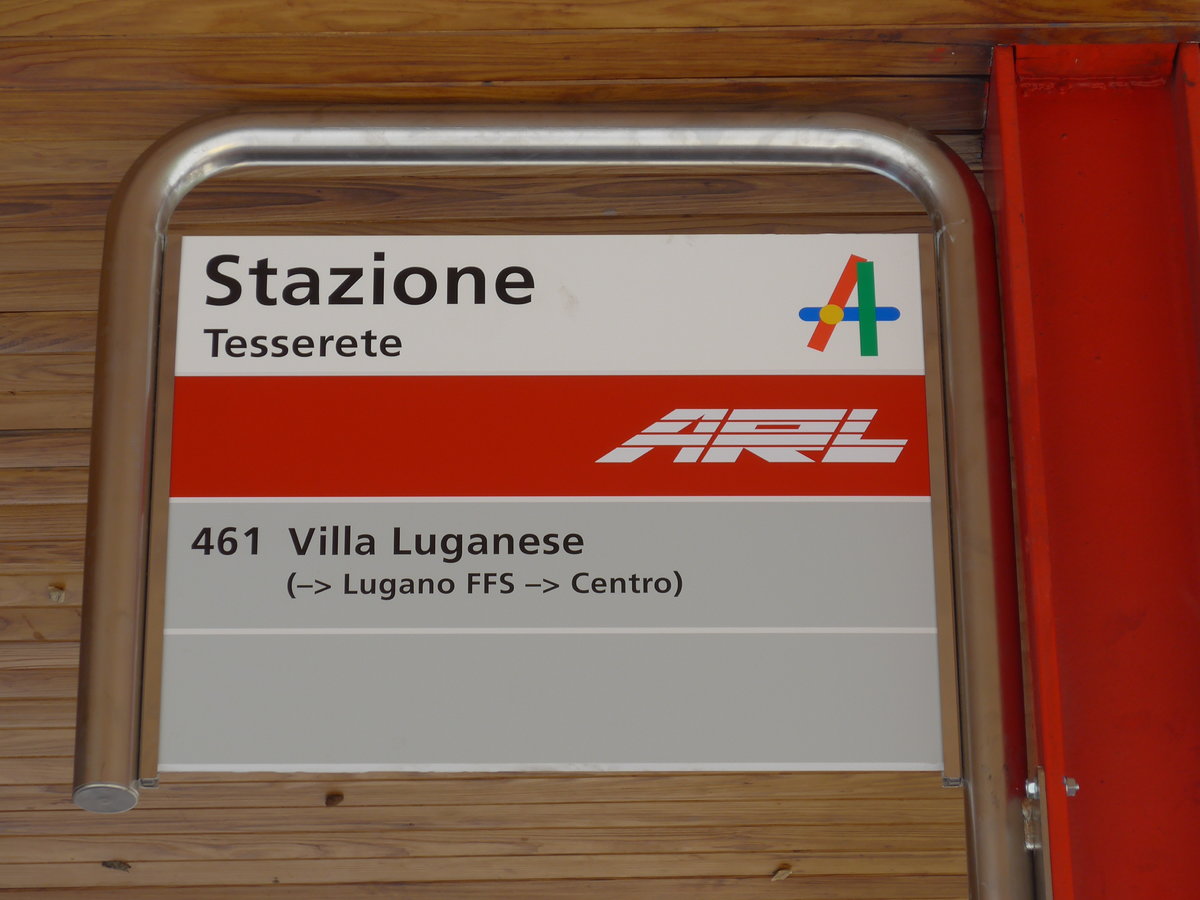 Stazione
Tesserete
A
ARL
461 Villa Luganese
(–> Lugano FFS –> Centro)